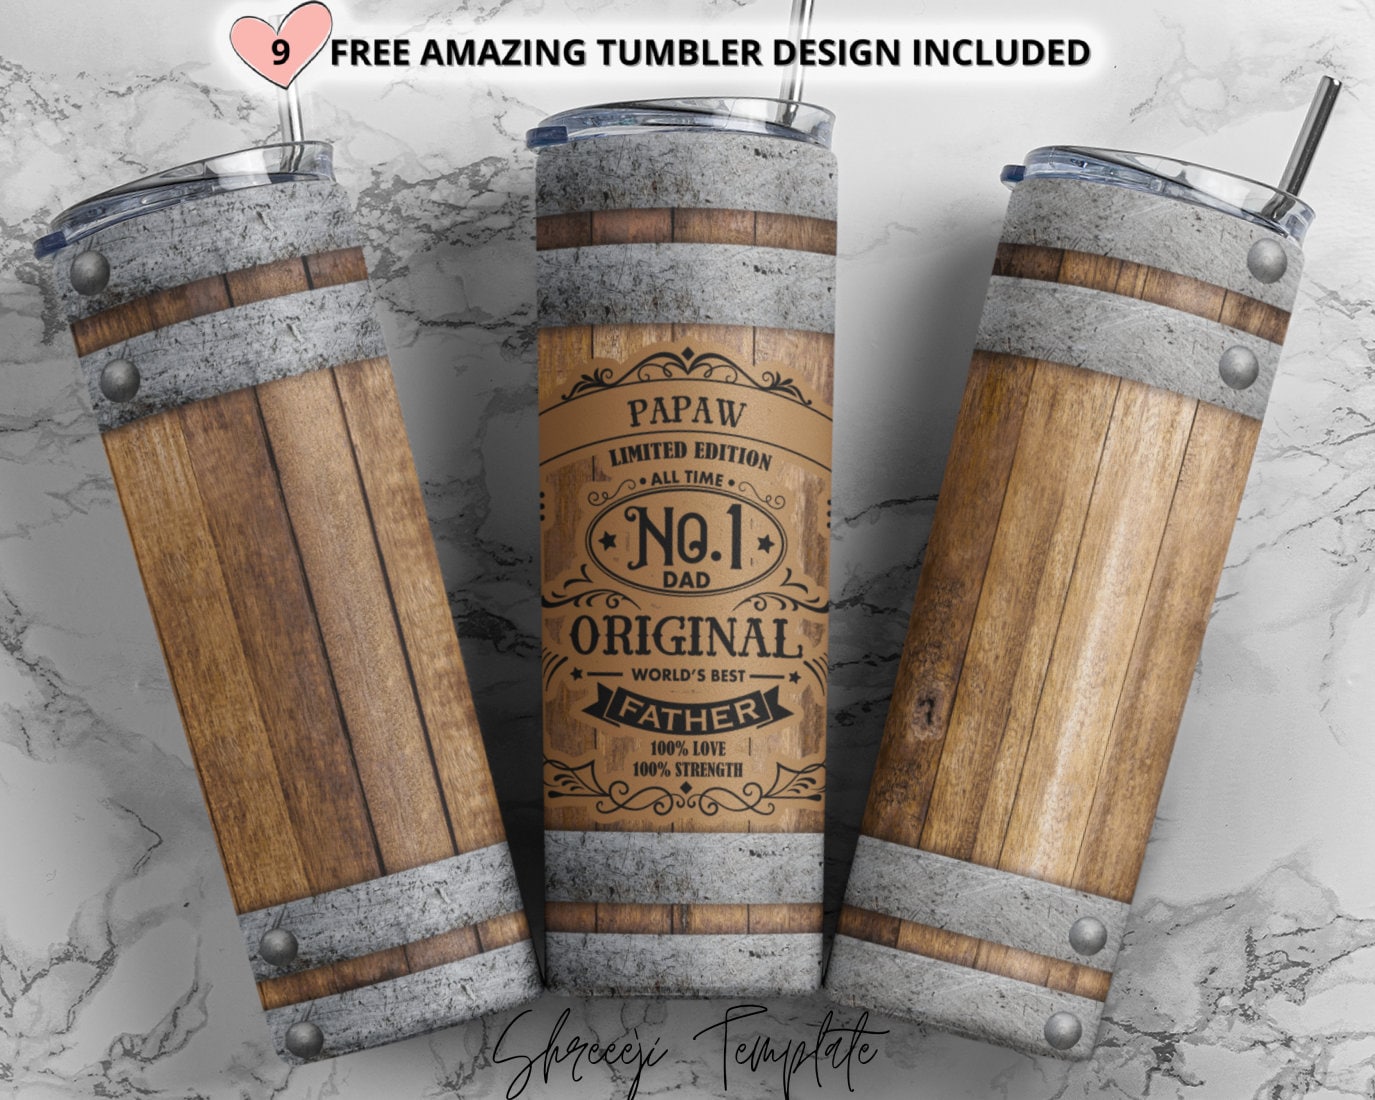 9 FREE AMAZING TUMBLER DESIGN INCLUDED
PAPAW
LIMITED EDITION
• ALL TIME •
★ No.1 ★
DAD
ORIGINAL
★ — WORLD'S BEST — ★
FATHER
100% LOVE
100% STRENGTH
Shreeeji Template